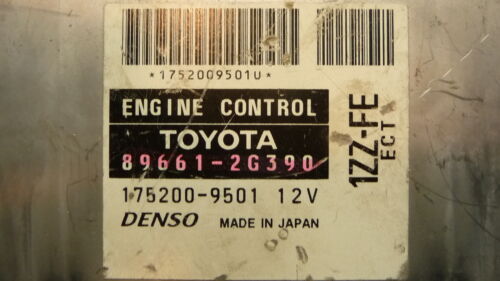 *1752009501U*
ENGINE CONTROL
TOYOTA
89661-2G390
175200-9501 12V
DENSO MADE IN JAPAN
1ZZ-FE
ECT